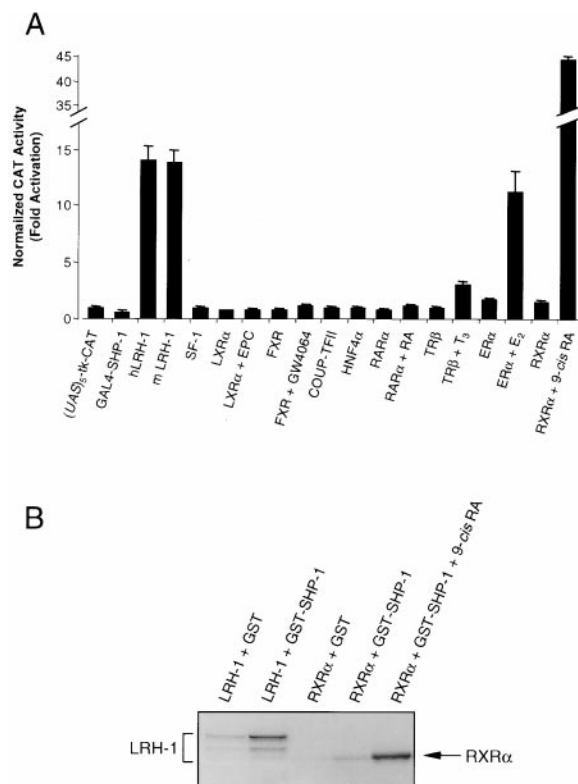 A
Normalized CAT Activity
(Fold Activation)
45
40
35
15
10
5
0
(UAS)₅-tk-CAT
GAL4-SHP-1
hLRH-1
m LRH-1
SF-1
LXRα
LXRα + EPC
FXR
FXR + GW4064
COUP-TFII
HNF4α
RARα
RARα + RA
TRβ
TRβ + T₃
ERα
ERα + E₂
RXRα
RXRα + 9-cis RA
B
LRH-1 + GST
LRH-1 + GST-SHP-1
RXRα + GST
RXRα + GST-SHP-1
RXRα + GST-SHP-1 + 9-cis RA
LRH-1
RXRα